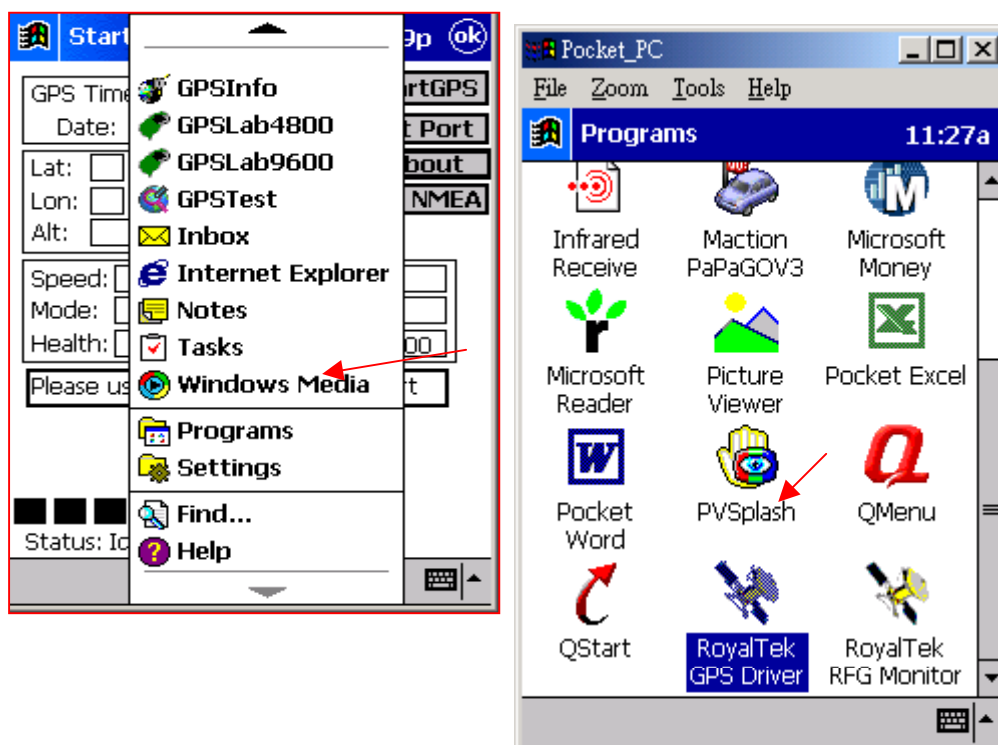 Start
9p
ok
GPS Time
Date:
Lat:
Lon:
Alt:
Speed:
Mode:
Health:
00
Please us
t
Status: Id
rtGPS
t Port
bout
NMEA
GPSInfo
GPSLab4800
GPSLab9600
GPSTest
Inbox
Internet Explorer
Notes
Tasks
Windows Media
Programs
Settings
Find...
Help
Pocket_PC
File Zoom Tools Help
Programs 11:27a
Infrared Receive
Maction PaPaGOV3
Microsoft Money
Microsoft Reader
Picture Viewer
Pocket Excel
Pocket Word
PVSplash
QMenu
QStart
RoyalTek GPS Driver
RoyalTek RFG Monitor